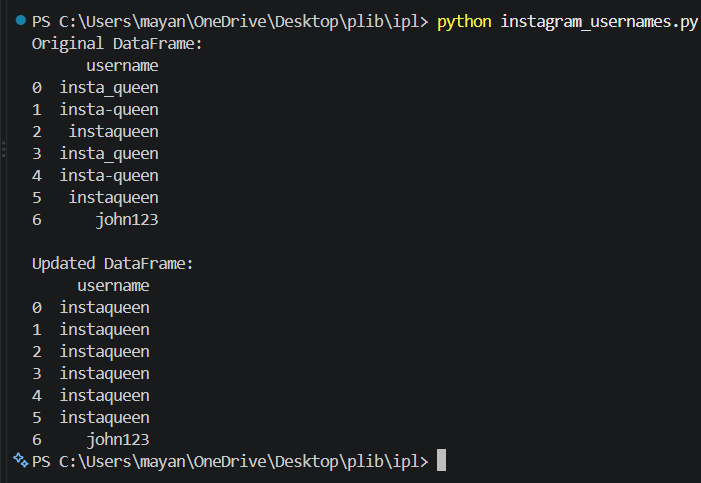 PS C:\Users\mayan\OneDrive\Desktop\plib\ipl> python instagram_usernames.py
Original DataFrame:
      username
0  insta_queen
1  insta-queen
2   instaqueen
3  insta_queen
4  insta-queen
5   instaqueen
6      john123

Updated DataFrame:
     username
0  instaqueen
1  instaqueen
2  instaqueen
3  instaqueen
4  instaqueen
5  instaqueen
6     john123
PS C:\Users\mayan\OneDrive\Desktop\plib\ipl>